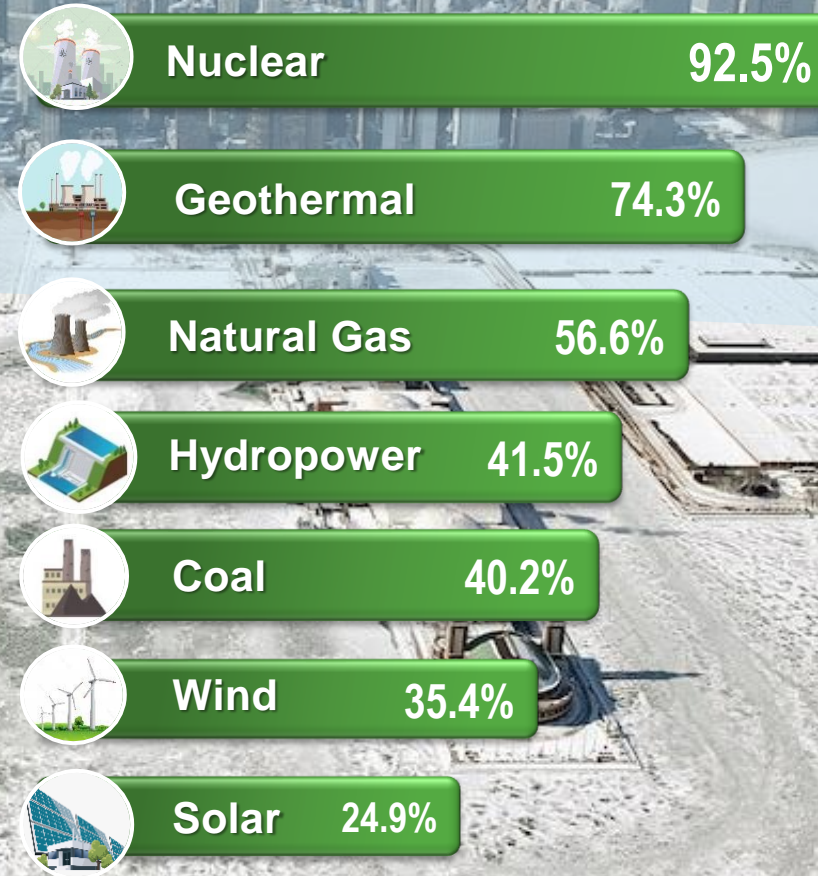 Nuclear 92.5%
Geothermal 74.3%
Natural Gas 56.6%
Hydropower 41.5%
Coal 40.2%
Wind 35.4%
Solar 24.9%